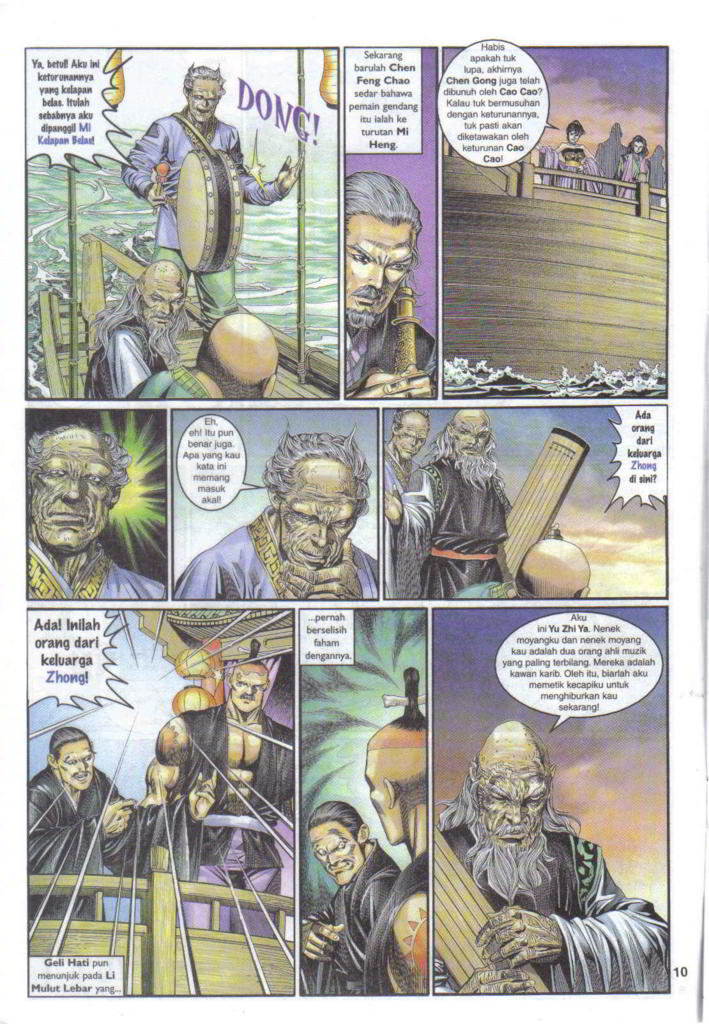 Ya, betul! Aku ini
keturunannya
yang kelapan
belas. Itulah
sebabnya aku
dipanggil Mi
Kelapan Belas!
DONG!
Sekarang
barulah Chen
Feng Chao
sedar bahawa
pemain gendang
itu ialah ke
turutan Mi
Heng.
Habis
apakah tuk
lupa, akhirnya
Chen Gong juga telah
dibunuh oleh Cao Cao?
Kalau tuk bermusuhan
dengan keturunannya,
tuk pasti akan
diketawakan oleh
keturunan Cao
Cao!
Eh,
eh! Itu pun
benar juga.
Apa yang kau
kata ini
memang
masuk
akal!
Ada
orang
dari
keluarga
Zhong
di sini?
Ada! Inilah
orang dari
keluarga
Zhong!
Geli Hati pun
menunjuk pada Li
Mulut Lebar yang...
...pernah
berselisih
faham
dengannya.
Aku
ini Yu Zhi Ya. Nenek
moyangku dan nenek moyang
kau adalah dua orang ahli muzik
yang paling terbilang. Mereka adalah
kawan karib. Oleh itu, biarlah aku
memetik kecapiku untuk
menghiburkan kau
sekarang!
10